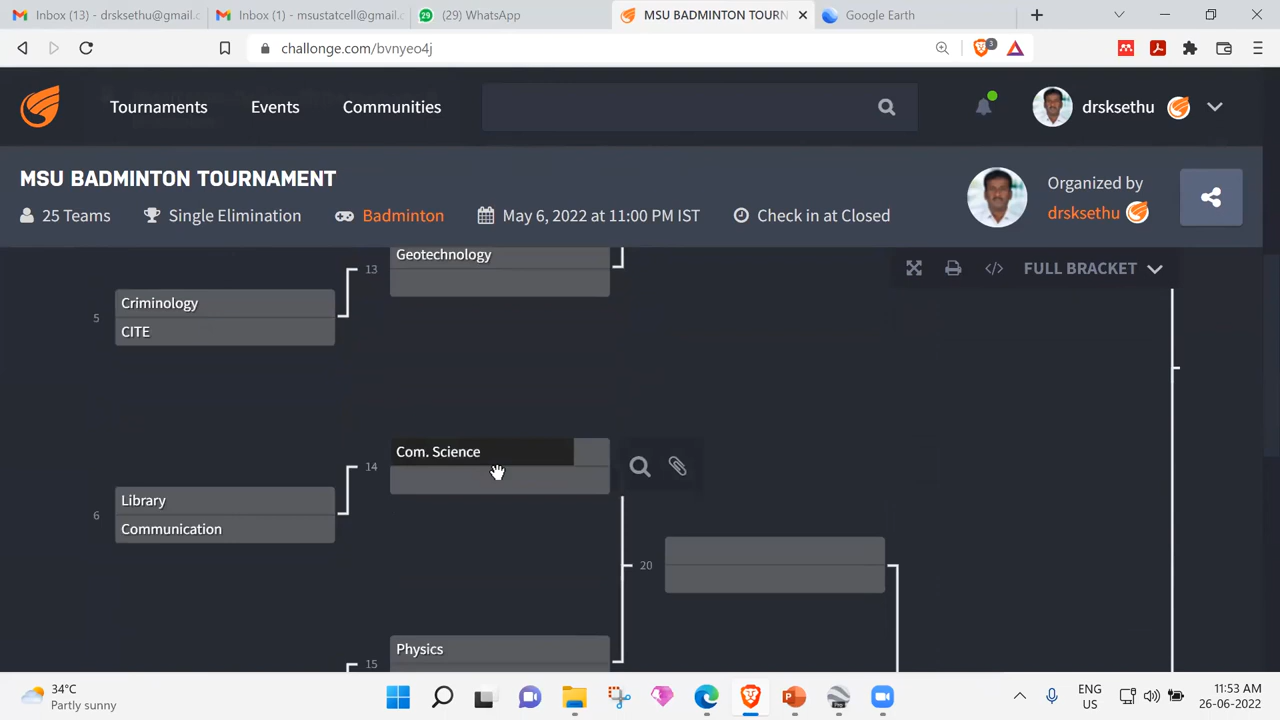 Inbox (13) - drsksethu@gmail.
Inbox (1) - msustatcell@gmail.
(29) WhatsApp
MSU BADMINTON TOURN
Google Earth
challonge.com/bvnyeo4j
3
Tournaments
Events
Communities
drsksethu
MSU BADMINTON TOURNAMENT
25 Teams
Single Elimination
Badminton
May 6, 2022 at 11:00 PM IST
Check in at Closed
Organized by
drsksethu
FULL BRACKET
13
Geotechnology
5
Criminology
CITE
14
Com. Science
6
Library
Communication
20
15
Physics
34°C
Partly sunny
ENG
US
11:53 AM
26-06-2022